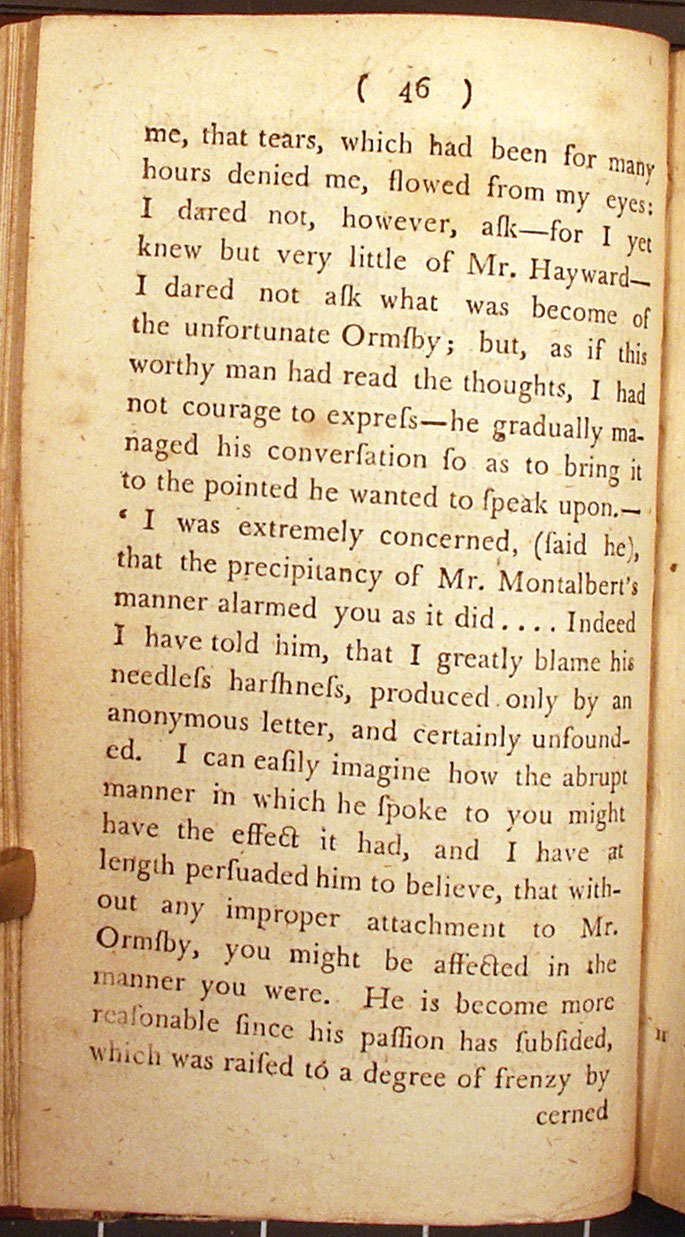 ( 46 )
me, that tears, which had been for many
hours denied me, flowed from my eyes:
I dared not, however, aſk—for I yet
knew but very little of Mr. Hayward—
I dared not aſk what was become of
the unfortunate Ormſby; but, as if this
worthy man had read the thoughts, I had
not courage to expreſs—he gradually ma-
naged his converſation ſo as to bring it
to the pointed he wanted to ſpeak upon.—
‘ I was extremely concerned, (ſaid he),
that the precipitancy of Mr. Montalbert's
manner alarmed you as it did .... Indeed
I have told him, that I greatly blame his
needleſs harſhneſs, produced only by an
anonymous letter, and certainly unfound-
ed. I can eaſily imagine how the abrupt
manner in which he ſpoke to you might
have the effect it had, and I have at
length perſuaded him to believe, that with-
out any improper attachment to Mr.
Ormſby, you might be affected in the
manner you were. He is become more
reaſonable ſince his paſſion has ſubſided,
which was raiſed to a degree of frenzy by
cerned